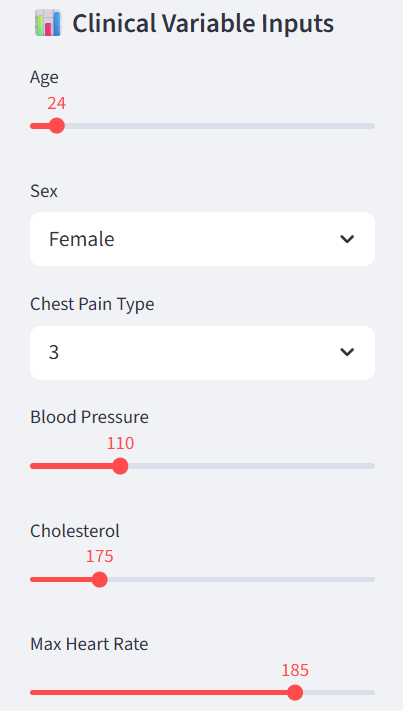 📊 Clinical Variable Inputs
Age
24
Sex
Female
Chest Pain Type
3
Blood Pressure
110
Cholesterol
175
Max Heart Rate
185